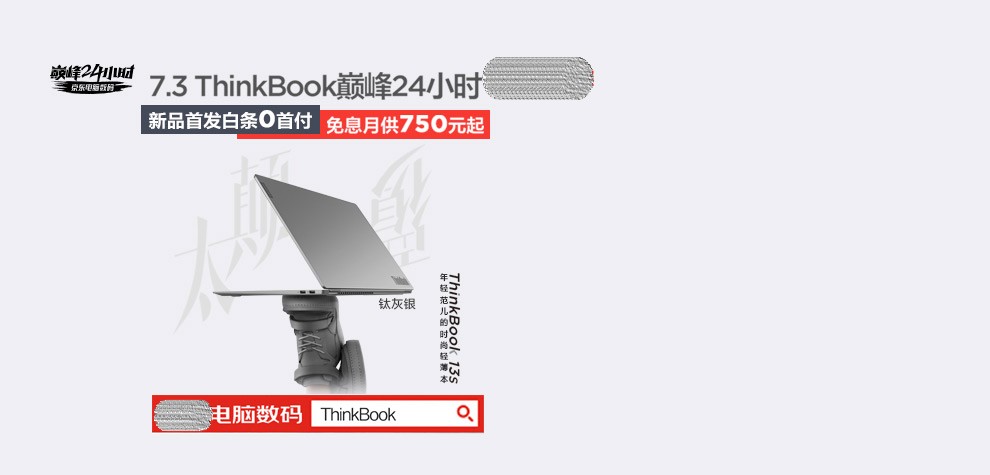 巅峰24小时
京东电脑数码
7.3 ThinkBook巅峰24小时
新品首发白条0首付
免息月供750元起
太颠
钛灰银
ThinkBook 13s
年轻范儿的时尚轻薄本
电脑数码
ThinkBook